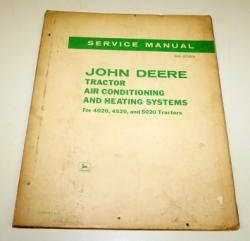 SERVICE MANUAL
JOHN DEERE
TRACTOR
AIR CONDITIONING
AND HEATING SYSTEMS
For 4020, 4520, and 5020 Tractors